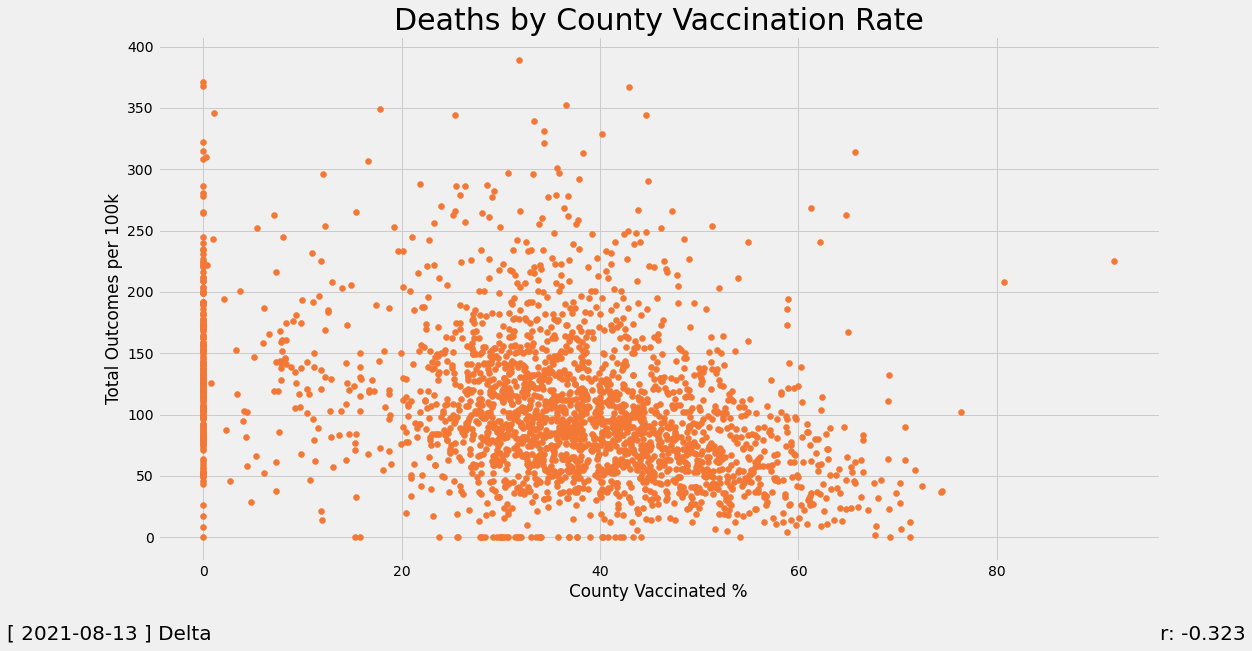 Deaths by County Vaccination Rate
Total Outcomes per 100k
400
350
300
250
200
150
100
50
0
0 20 40 60 80
County Vaccinated %
[ 2021-08-13 ] Delta
r: -0.323